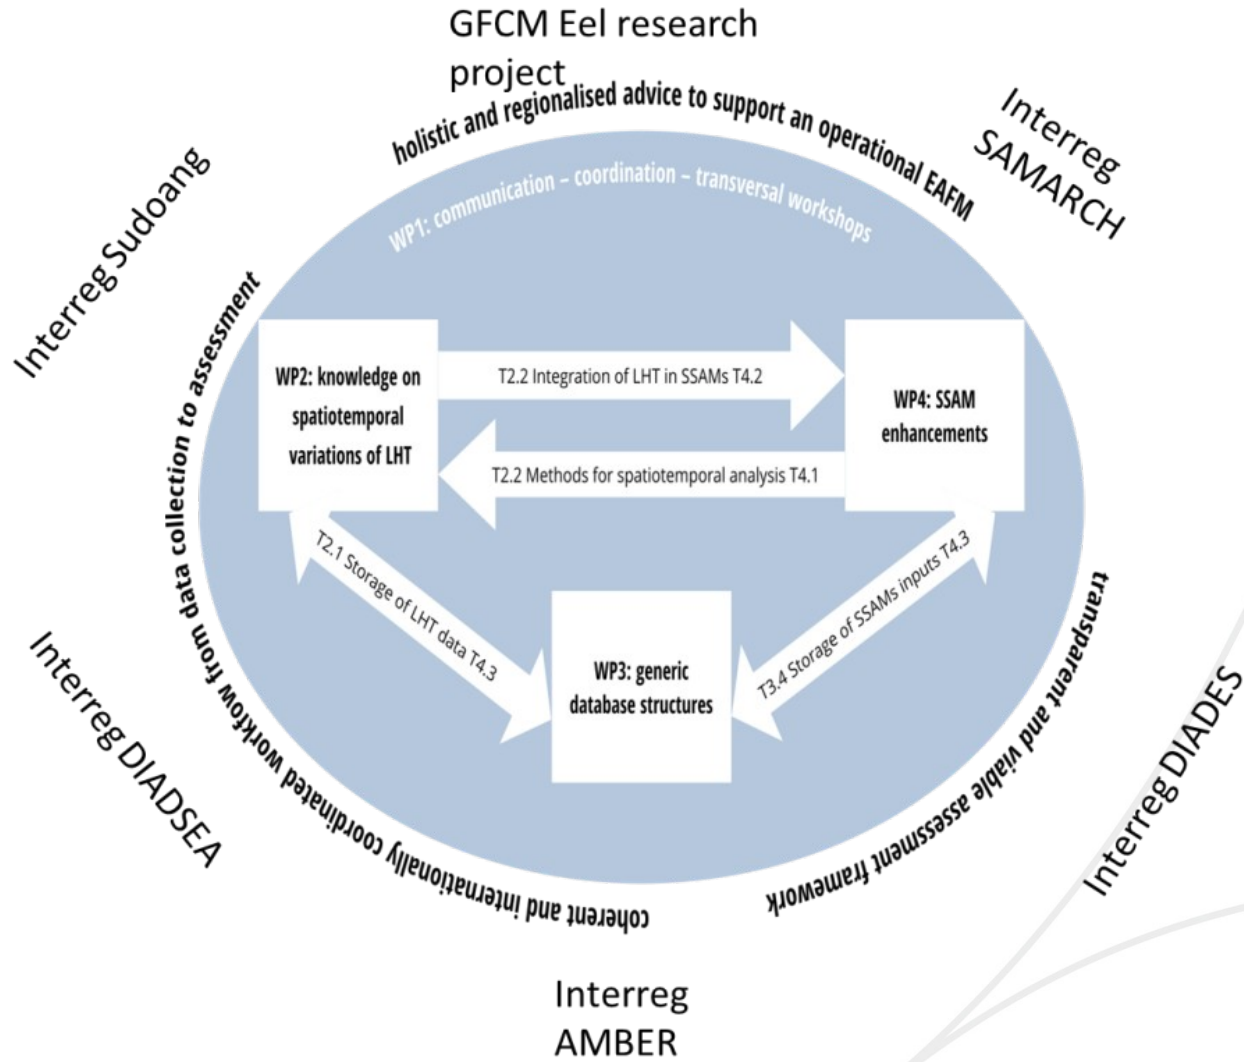 GFCM Eel research
project
holistic and regionalised advice to support an operational EAFM
Interreg
SAMARCH
Interreg Sudoang
WP1: communication – coordination – transversal workshops
coherent and internationally coordinated workflow from data collection to assessment
WP2: knowledge on
spatiotemporal
variations of LHT
T2.2 Integration of LHT in SSAMs T4.2
WP4: SSAM
enhancements
T2.2 Methods for spatiotemporal analysis T4.1
T2.1 Storage of LHT data T4.3
T3.4 Storage of SSAMs inputs T4.3
WP3: generic
database structures
transparent and viable assessment framework
Interreg DIADSEA
Interreg DIADES
Interreg
AMBER